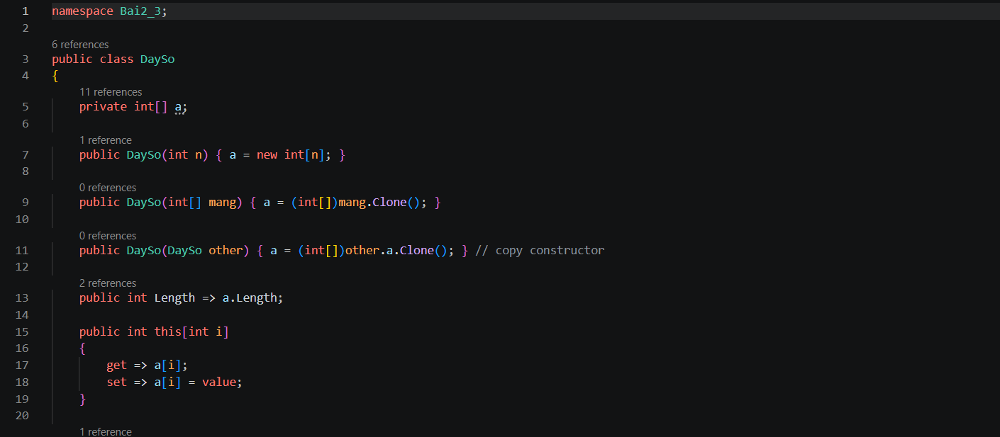 1 namespace Bai2_3;
2
6 references
3 public class DaySo
4 {
11 references
5     private int[] a;
6
1 reference
7     public DaySo(int n) { a = new int[n]; }
8
0 references
9     public DaySo(int[] mang) { a = (int[])mang.Clone(); }
10
0 references
11     public DaySo(DaySo other) { a = (int[])other.a.Clone(); } // copy constructor
12
2 references
13     public int Length => a.Length;
14
15     public int this[int i]
16     {
17         get => a[i];
18         set => a[i] = value;
19     }
20
1 reference